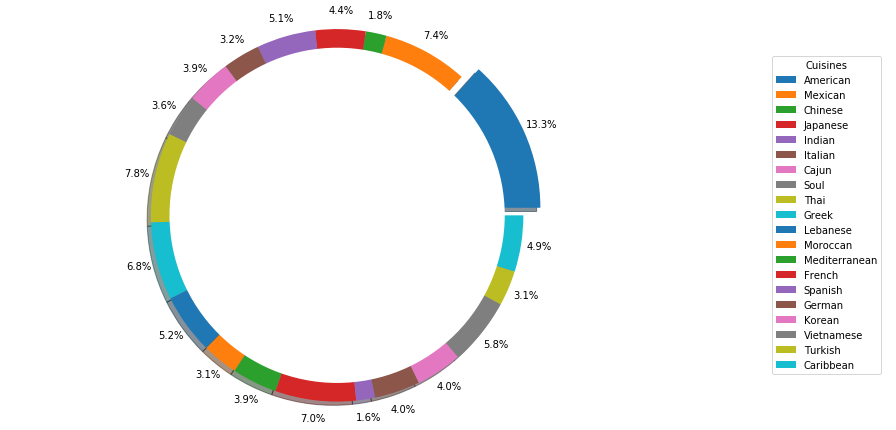 4.4%
1.8%
5.1%
7.4%
3.2%
3.9%
3.6%
13.3%
7.8%
6.8%
4.9%
5.2%
3.1%
3.1%
5.8%
3.9%
4.0%
7.0%
1.6%
4.0%
Cuisines
American
Mexican
Chinese
Japanese
Indian
Italian
Cajun
Soul
Thai
Greek
Lebanese
Moroccan
Mediterranean
French
Spanish
German
Korean
Vietnamese
Turkish
Caribbean